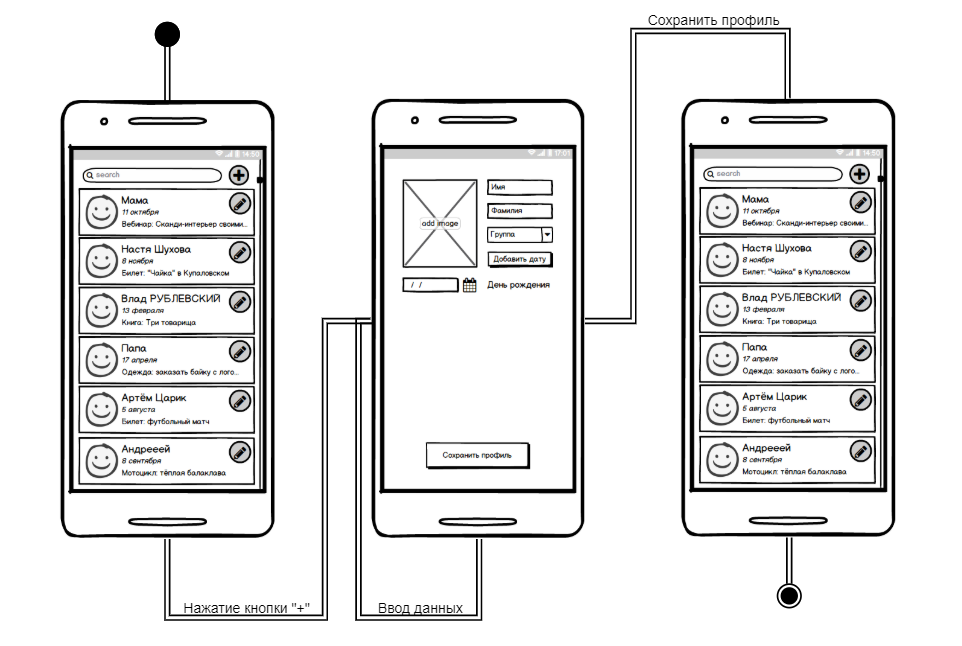 Сохранить профиль
14:50
search
Мама
11 октября
Вебинар: Сканди-интерьер своими...
Настя Шухова
8 ноября
Билет: "Чайка" в Купаловском
Влад РУБЛЕВСКИЙ
13 февраля
Книга: Три товарища
Папа
17 апреля
Одежда: заказать байку с лого...
Артём Царик
5 августа
Билет: футбольный матч
Андрееей
8 сентября
Мотоцикл: тёплая балаклава
Нажатие кнопки "+"
17:01
add image
Имя
Фамилия
Группа
Добавить дату
/ /
День рождения
Сохранить профиль
Ввод данных
14:50
search
Мама
11 октября
Вебинар: Сканди-интерьер своими...
Настя Шухова
8 ноября
Билет: "Чайка" в Купаловском
Влад РУБЛЕВСКИЙ
13 февраля
Книга: Три товарища
Папа
17 апреля
Одежда: заказать байку с лого...
Артём Царик
5 августа
Билет: футбольный матч
Андрееей
8 сентября
Мотоцикл: тёплая балаклава